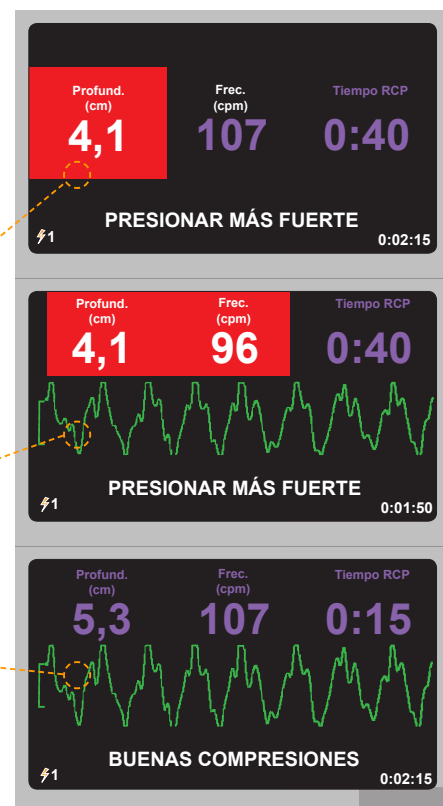 Profund. Frec. Tiempo RCP
(cm) (cpm)
4,1 107 0:40
PRESIONAR MÁS FUERTE
1 0:02:15
Profund. Frec. Tiempo RCP
(cm) (cpm)
4,1 96 0:40
PRESIONAR MÁS FUERTE
1 0:01:50
Profund. Frec. Tiempo RCP
(cm) (cpm)
5,3 107 0:15
BUENAS COMPRESIONES
1 0:02:15